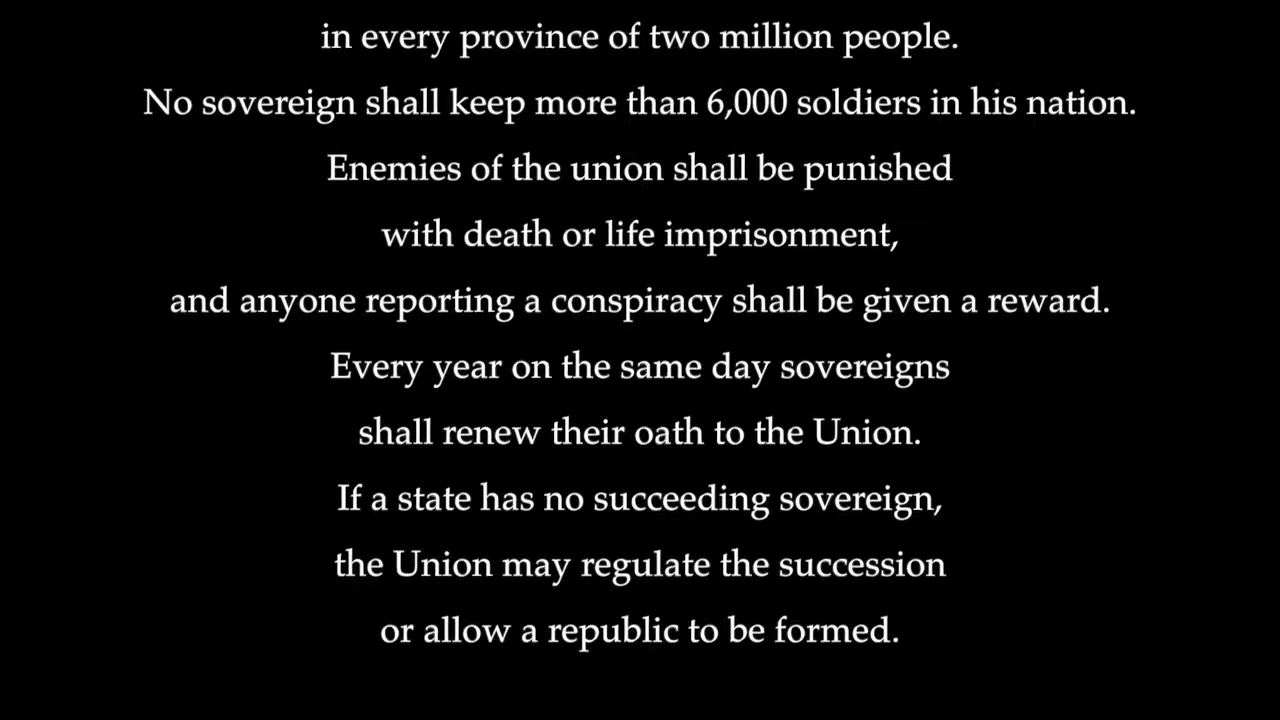 in every province of two million people.
No sovereign shall keep more than 6,000 soldiers in his nation.
Enemies of the union shall be punished
with death or life imprisonment,
and anyone reporting a conspiracy shall be given a reward.
Every year on the same day sovereigns
shall renew their oath to the Union.
If a state has no succeeding sovereign,
the Union may regulate the succession
or allow a republic to be formed.